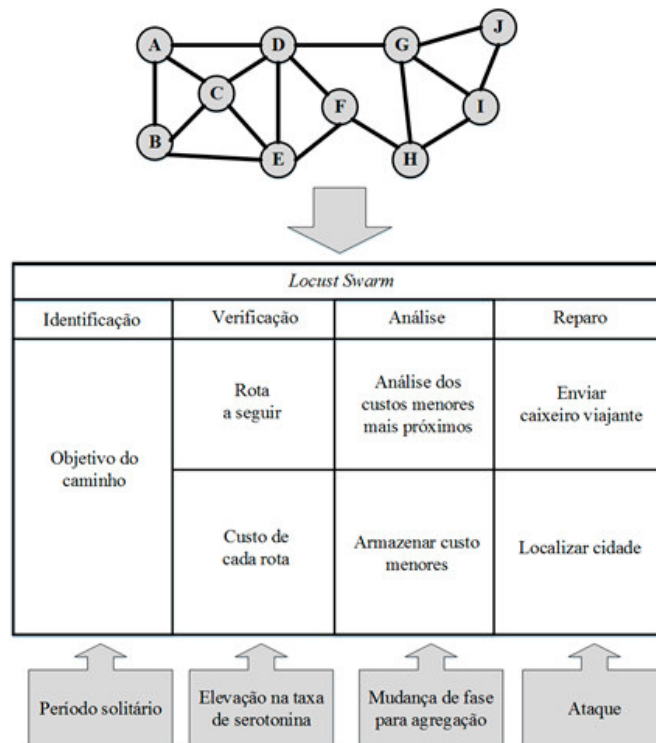 J
A D G
C
F I
B
E H
Locust Swarm
Identificação Verificação Análise Reparo
Objetivo do
caminho
Rota
a seguir
Análise dos
custos menores
mais próximos
Enviar
caixeiro viajante
Custo de
cada rota
Armazenar custo
menores
Localizar cidade
Período solitário
Elevação na taxa
de serotonina
Mudança de fase
para agregação
Ataque